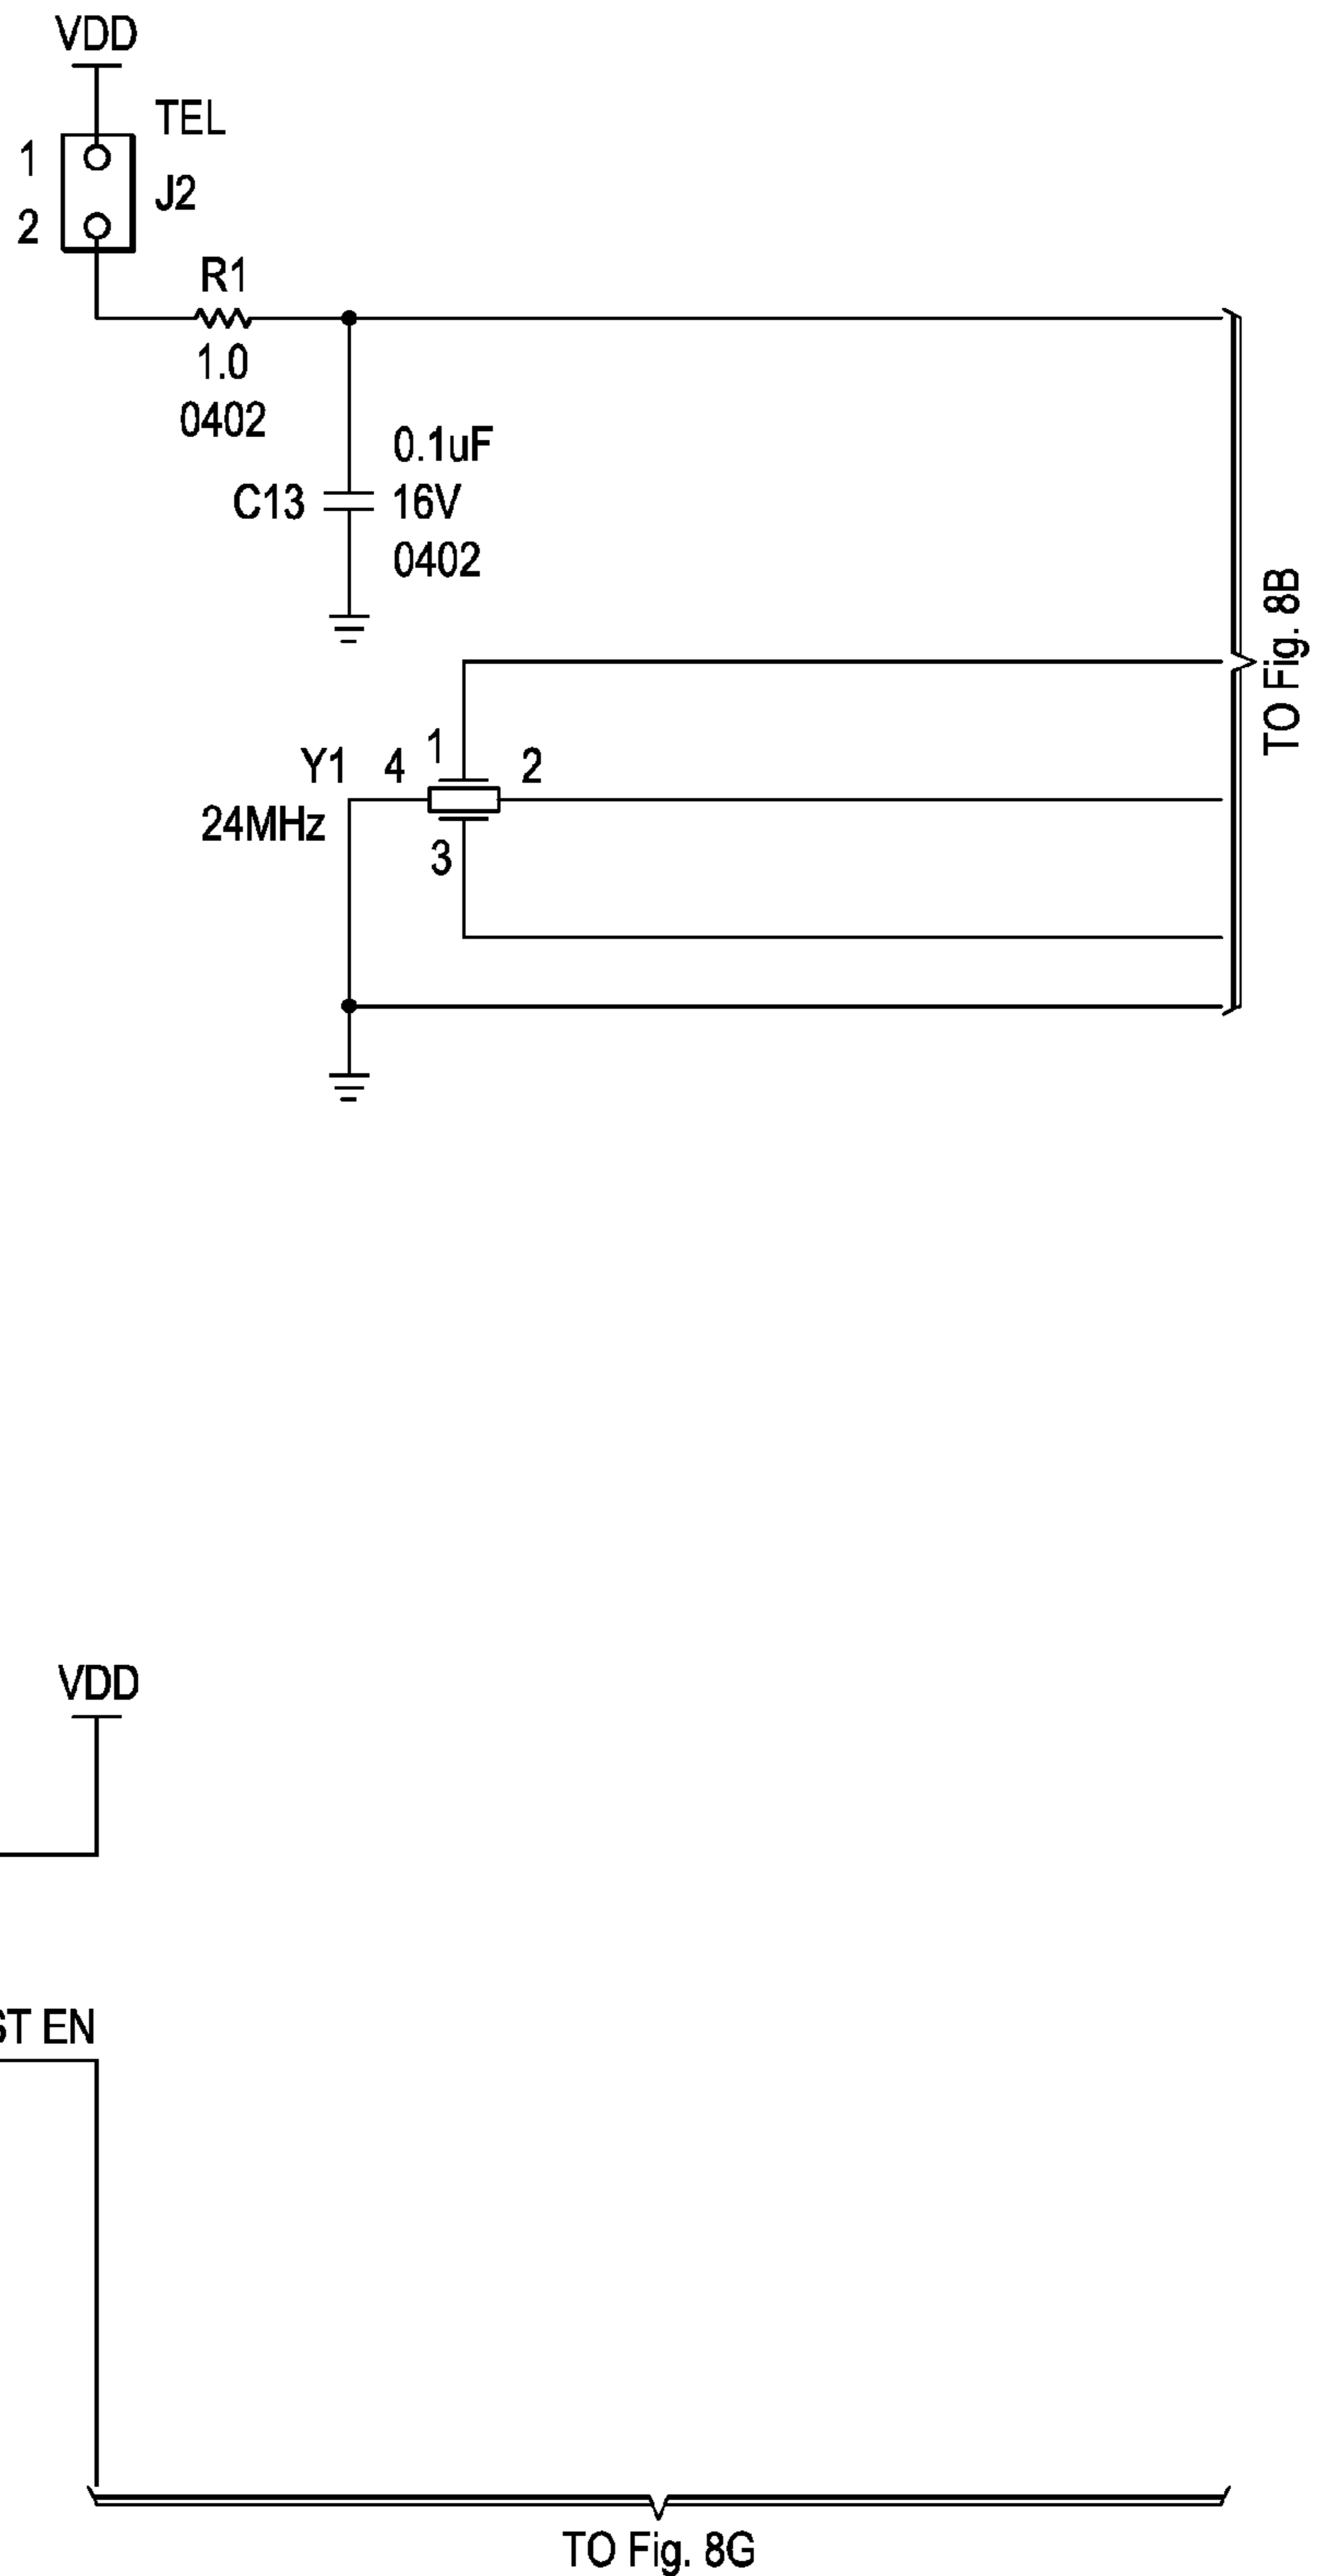 VDD
TEL
1
J2
2
R1
1.0
0402
0.1uF
C13
16V
0402
TO Fig. 8B
1
Y1
4
2
24MHz
3
VDD
ST EN
TO Fig. 8G